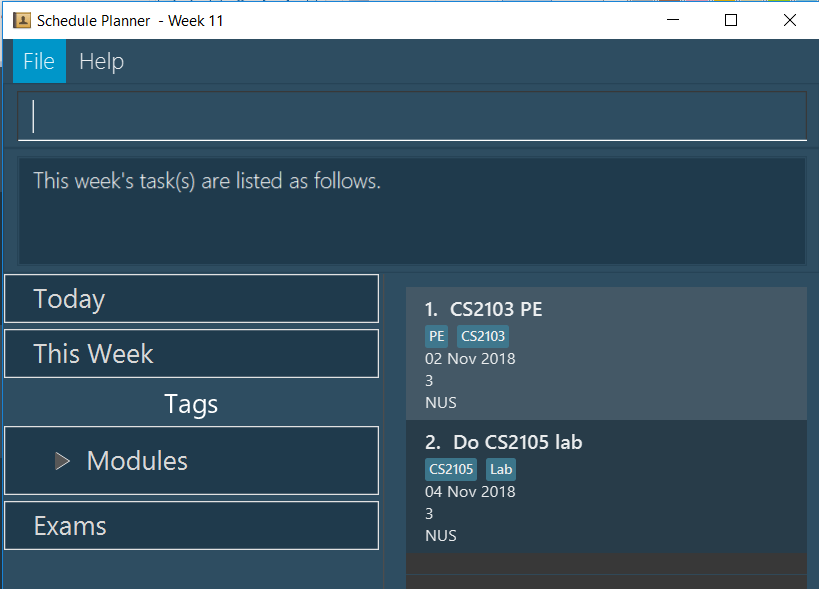 Schedule Planner - Week 11
File Help
This week's task(s) are listed as follows.
Today
This Week
Tags
Modules
Exams
1. CS2103 PE
PE CS2103
02 Nov 2018
3
NUS
2. Do CS2105 lab
CS2105 Lab
04 Nov 2018
3
NUS